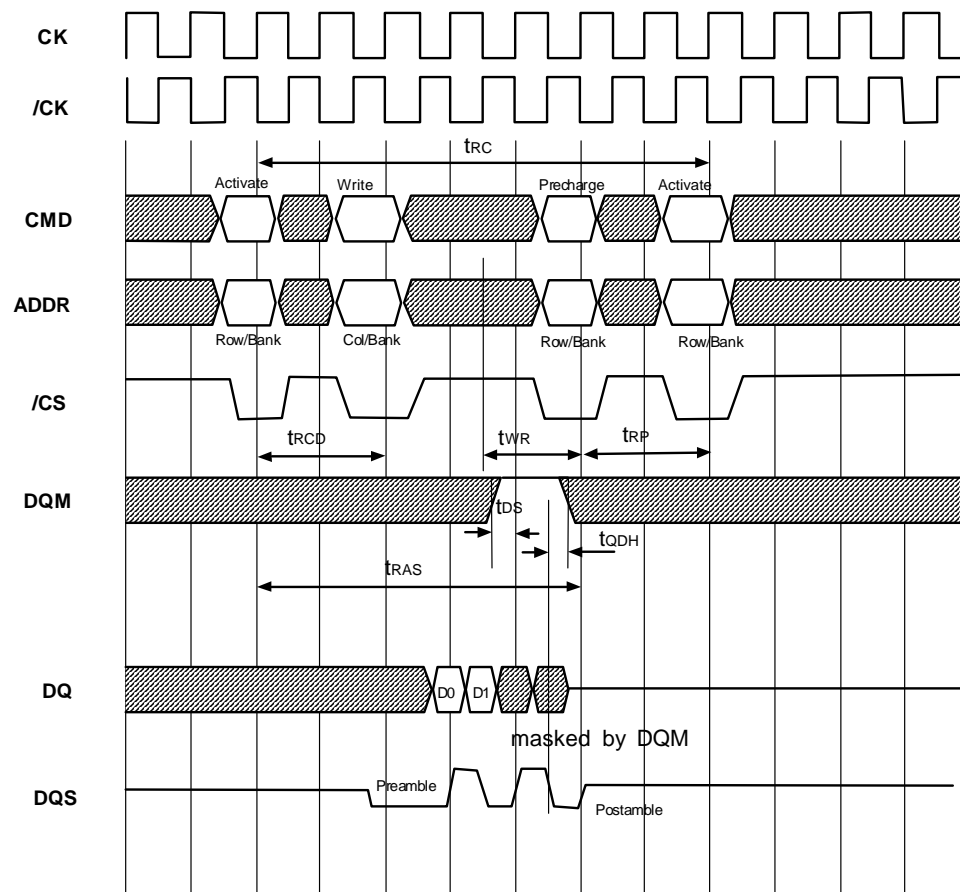 CK
/CK
tRC
Activate Write Precharge Activate
CMD
ADDR
Row/Bank Col/Bank Row/Bank Row/Bank
/CS
tRCD tWR tRP
DQM
tDS
tQDH
tRAS
DQ D0 D1
masked by DQM
DQS Preamble
Postamble